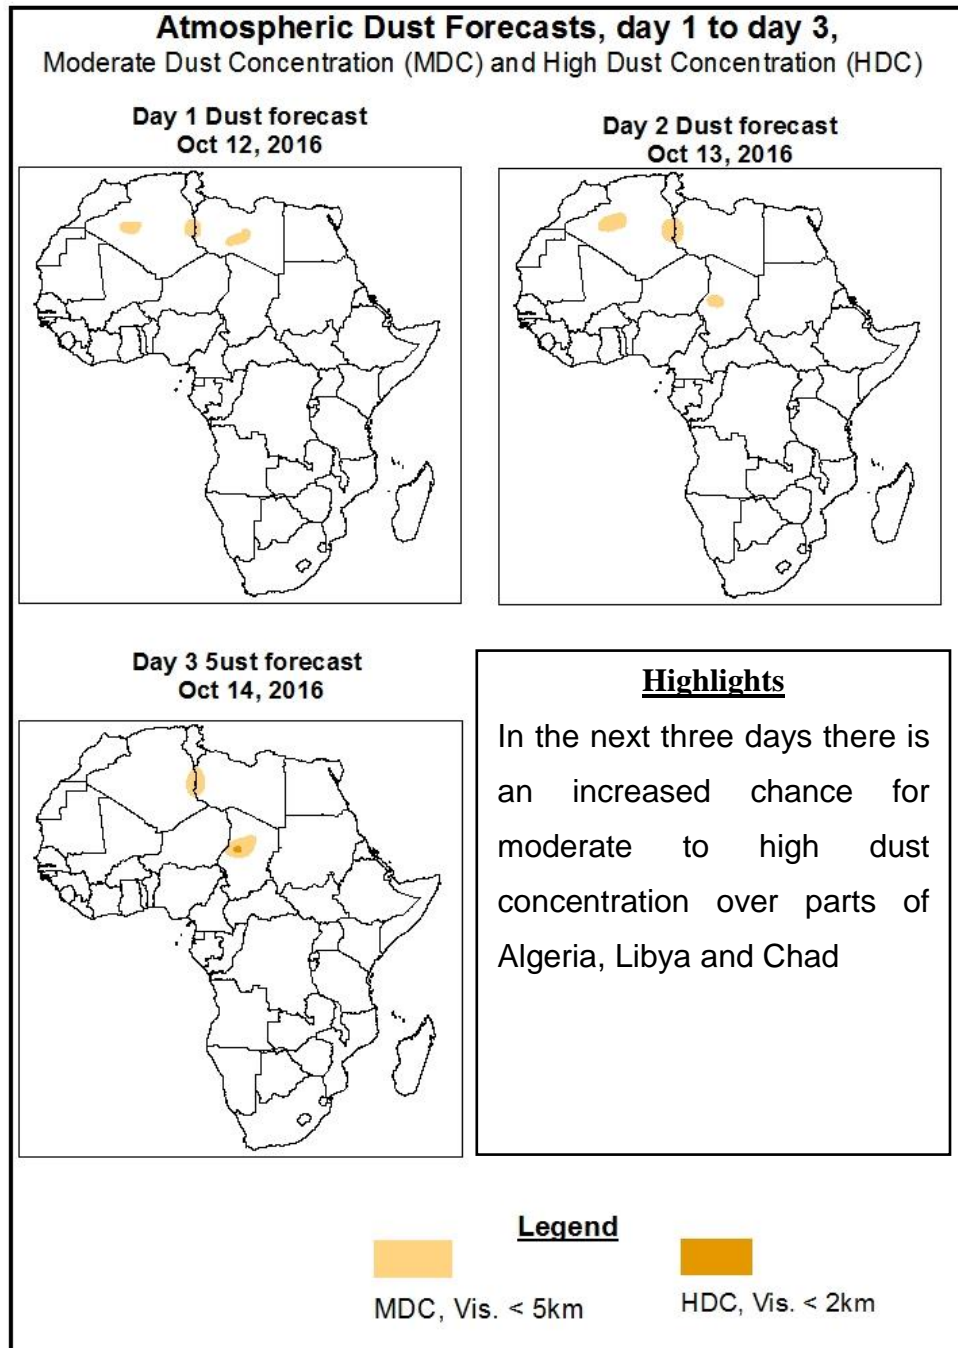 Atmospheric Dust Forecasts, day 1 to day 3,
Moderate Dust Concentration (MDC) and High Dust Concentration (HDC)
Day 1 Dust forecast
Oct 12, 2016
Day 2 Dust forecast
Oct 13, 2016
Day 3 5ust forecast
Oct 14, 2016
Highlights
In the next three days there is
an increased chance for
moderate to high dust
concentration over parts of
Algeria, Libya and Chad
Legend
MDC, Vis. < 5km
HDC, Vis. < 2km